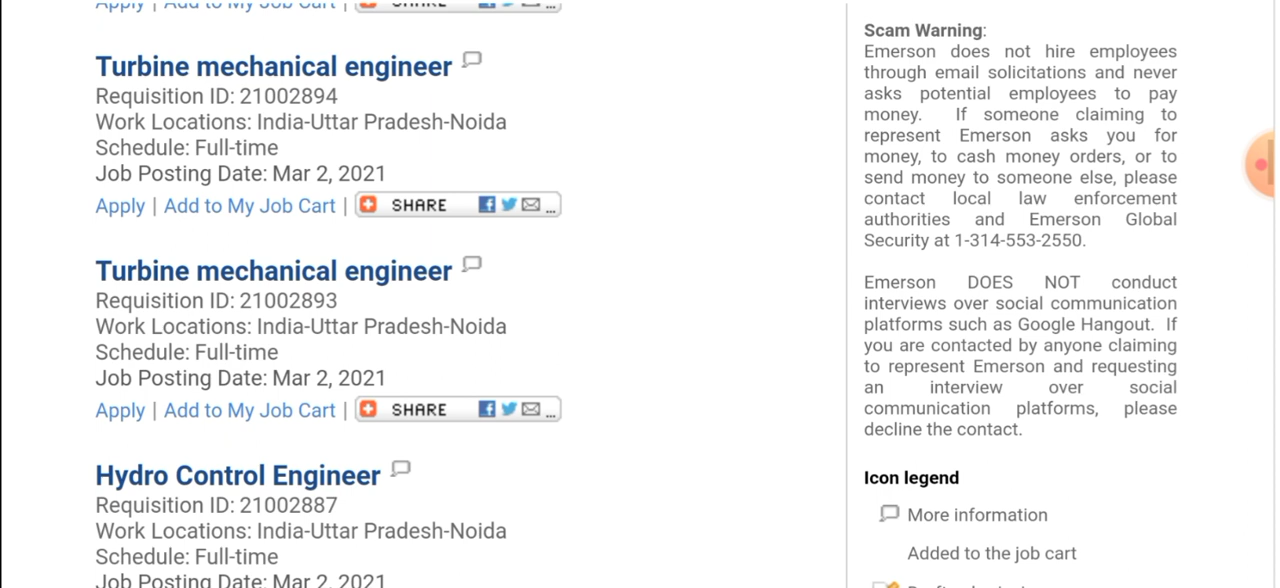 Apply | Add to My Job Cart | SHARE ...
Turbine mechanical engineer
Requisition ID: 21002894
Work Locations: India-Uttar Pradesh-Noida
Schedule: Full-time
Job Posting Date: Mar 2, 2021
Apply | Add to My Job Cart | SHARE ...
Turbine mechanical engineer
Requisition ID: 21002893
Work Locations: India-Uttar Pradesh-Noida
Schedule: Full-time
Job Posting Date: Mar 2, 2021
Apply | Add to My Job Cart | SHARE ...
Hydro Control Engineer
Requisition ID: 21002887
Work Locations: India-Uttar Pradesh-Noida
Schedule: Full-time
Job Posting Date: Mar 2, 2021
Scam Warning:
Emerson does not hire employees
through email solicitations and never
asks potential employees to pay
money. If someone claiming to
represent Emerson asks you for
money, to cash money orders, or to
send money to someone else, please
contact local law enforcement
authorities and Emerson Global
Security at 1-314-553-2550.
Emerson DOES NOT conduct
interviews over social communication
platforms such as Google Hangout. If
you are contacted by anyone claiming
to represent Emerson and requesting
an interview over social
communication platforms, please
decline the contact.
Icon legend
More information
Added to the job cart